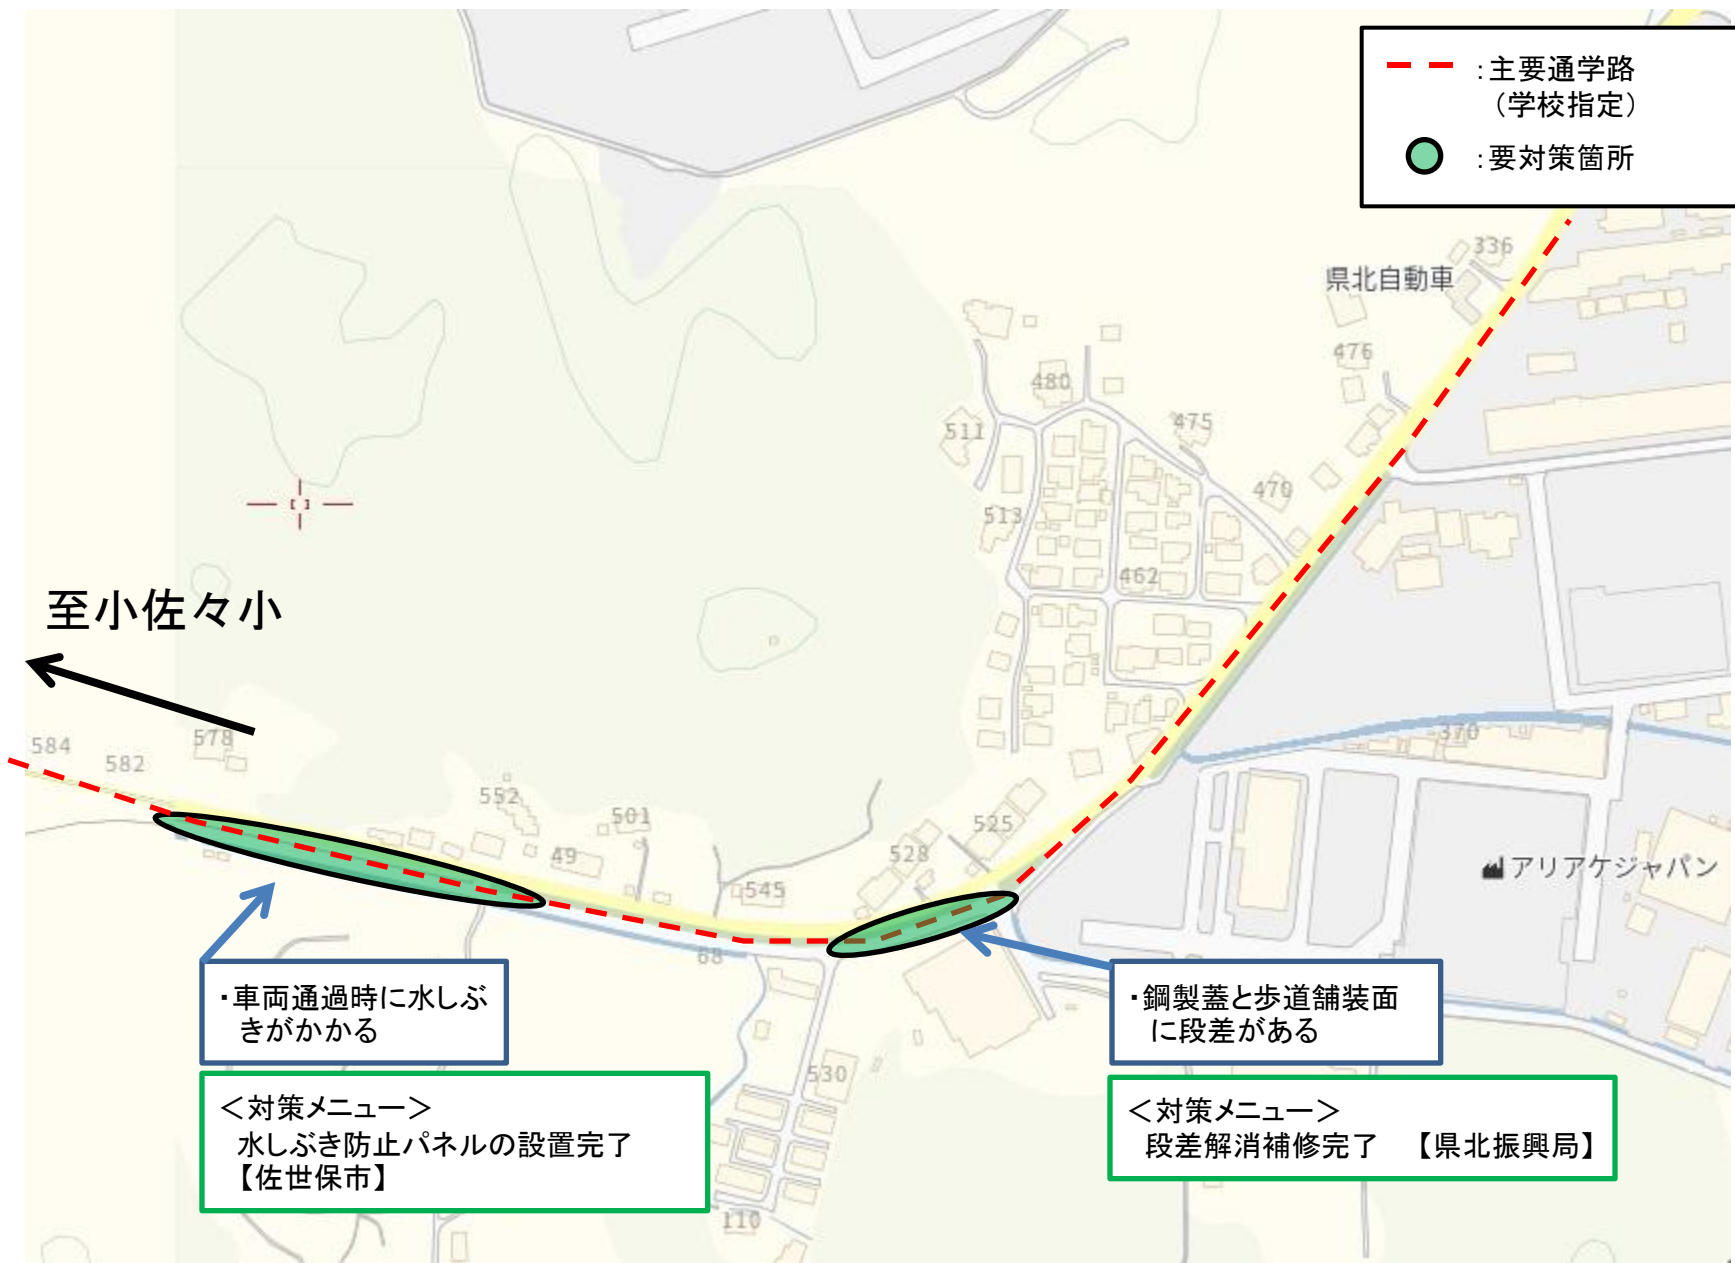 ：主要通学路
（学校指定）
：要対策箇所
336
県北自動車
476
480
475
511
470
513
462
至小佐々小
584
582
578
370
552
501
525
49
528
545
アリアケジャパン
68
・車両通過時に水しぶ
きがかかる
・鋼製蓋と歩道舗装面
に段差がある
530
＜対策メニュー＞
水しぶき防止パネルの設置完了
【佐世保市】
＜対策メニュー＞
段差解消補修完了　【県北振興局】
110